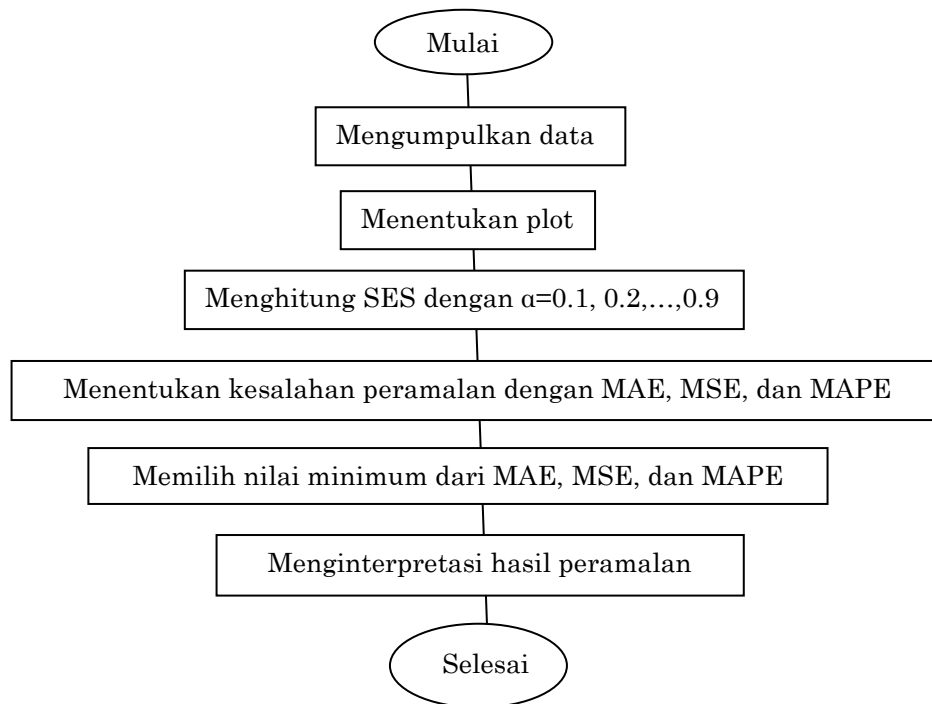 Mulai
Mengumpulkan data
Menentukan plot
Menghitung SES dengan α=0.1, 0.2,…,0.9
Menentukan kesalahan peramalan dengan MAE, MSE, dan MAPE
Memilih nilai minimum dari MAE, MSE, dan MAPE
Menginterpretasi hasil peramalan
Selesai